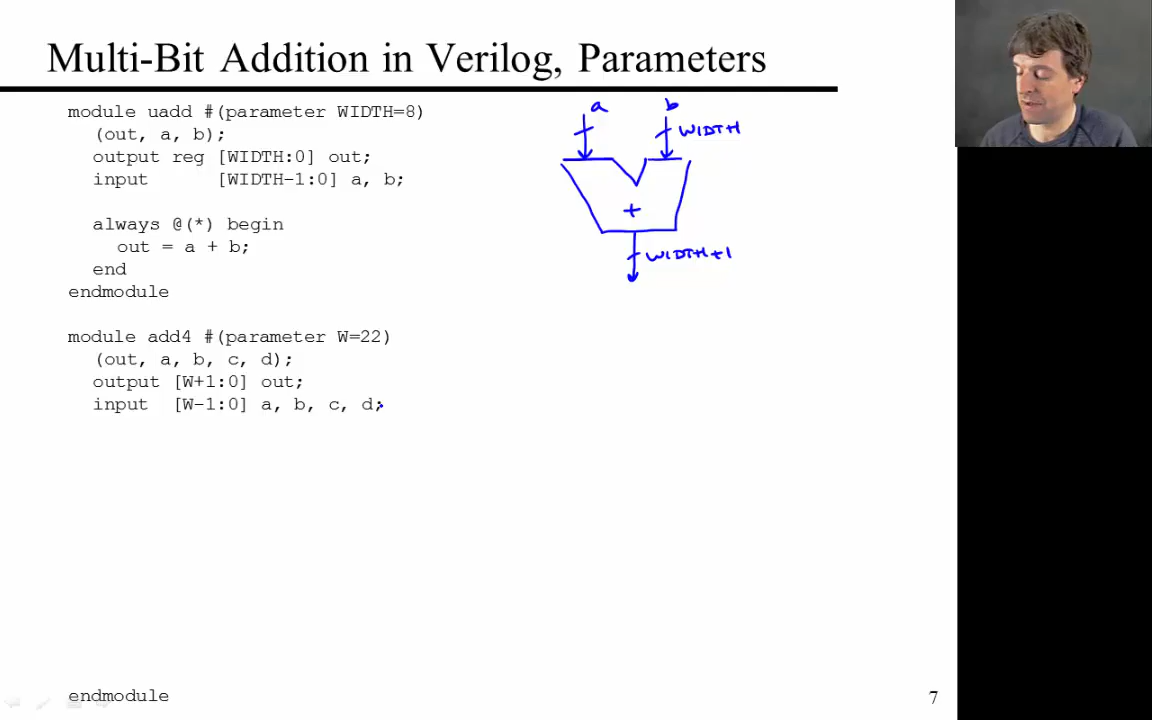 Multi-Bit Addition in Verilog, Parameters
module uadd #(parameter WIDTH=8)
(out, a, b);
output reg [WIDTH:0] out;
input [WIDTH-1:0] a, b;
always @(*) begin
out = a + b;
end
endmodule
module add4 #(parameter W=22)
(out, a, b, c, d);
output [W+1:0] out;
input [W-1:0] a, b, c, d;
endmodule
a b
WIDTH
+
WIDTH+1
7